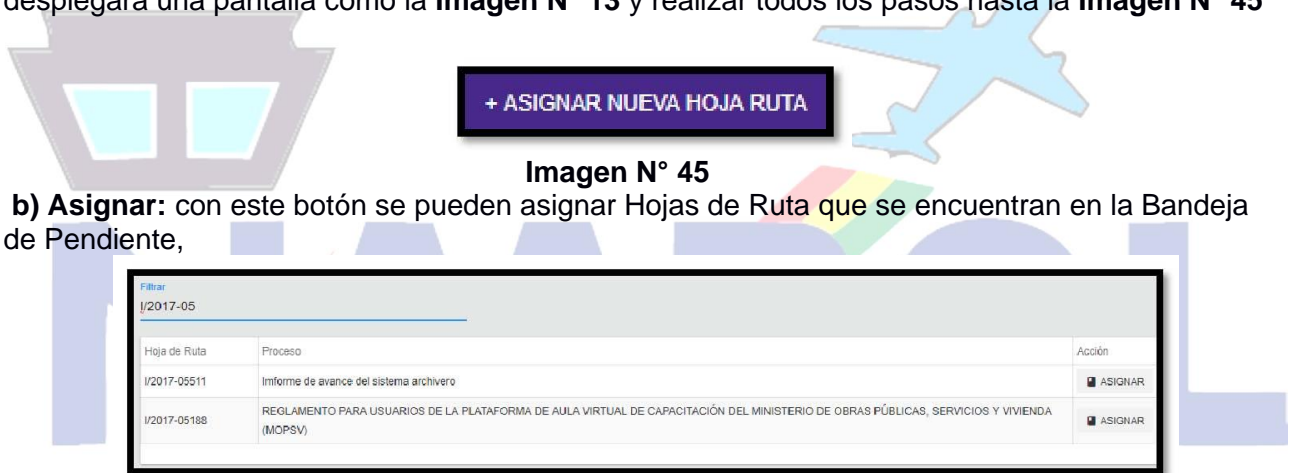 desplegará una pantalla como la Imagen N° 13 y realizar todos los pasos hasta la Imagen N° 45
+ ASIGNAR NUEVA HOJA RUTA
Imagen N° 45
b) Asignar: con este botón se pueden asignar Hojas de Ruta que se encuentran en la Bandeja
de Pendiente,
Filtrar
I/2017-05
Hoja de Ruta Proceso Acción
I/2017-05511 Imforme de avance del sistema archivero ASIGNAR
I/2017-05188 REGLAMENTO PARA USUARIOS DE LA PLATAFORMA DE AULA VIRTUAL DE CAPACITACIÓN DEL MINISTERIO DE OBRAS PÚBLICAS, SERVICIOS Y VIVIENDA ASIGNAR
(MOPSV)